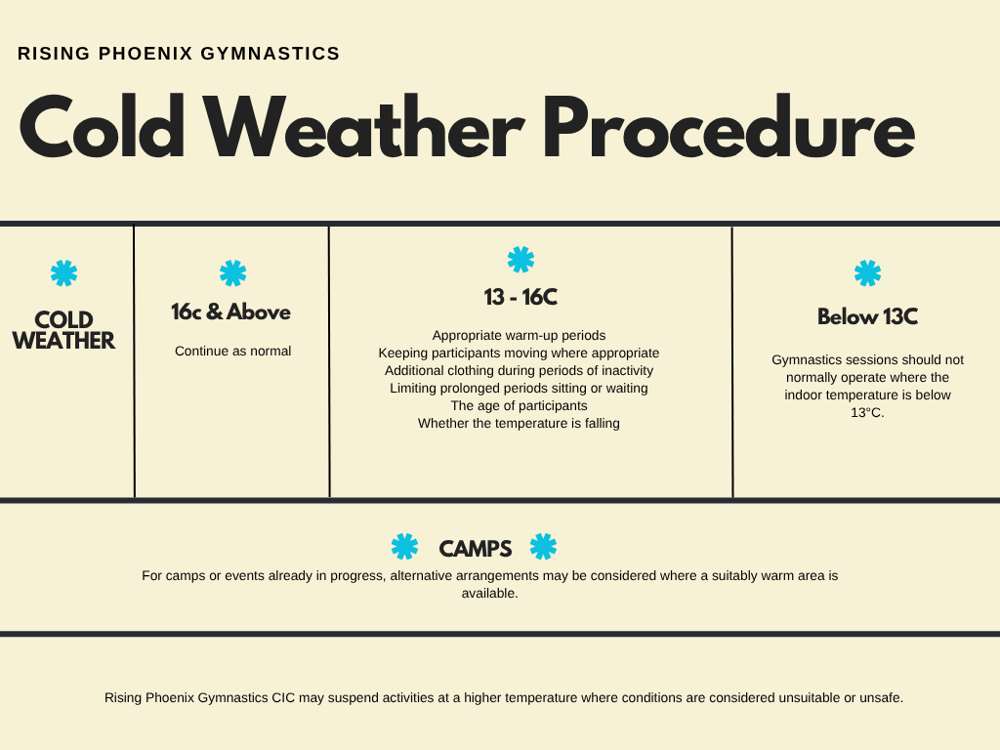 RISING PHOENIX GYMNASTICS
Cold Weather Procedure
COLD
WEATHER
16c & Above
Continue as normal
13 - 16C
Appropriate warm-up periods
Keeping participants moving where appropriate
Additional clothing during periods of inactivity
Limiting prolonged periods sitting or waiting
The age of participants
Whether the temperature is falling
Below 13C
Gymnastics sessions should not
normally operate where the
indoor temperature is below
13°C.
CAMPS
For camps or events already in progress, alternative arrangements may be considered where a suitably warm area is
available.
Rising Phoenix Gymnastics CIC may suspend activities at a higher temperature where conditions are considered unsuitable or unsafe.